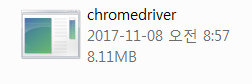 chromedriver
2017-11-08 오전 8:57
8.11MB